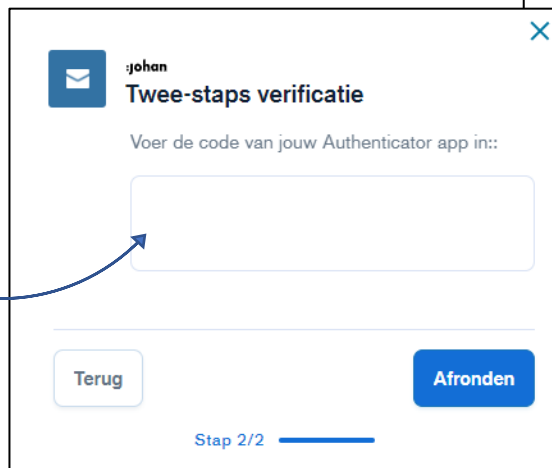 :johan
Twee-staps verificatie
Voer de code van jouw Authenticator app in::
Terug
Afronden
Stap 2/2